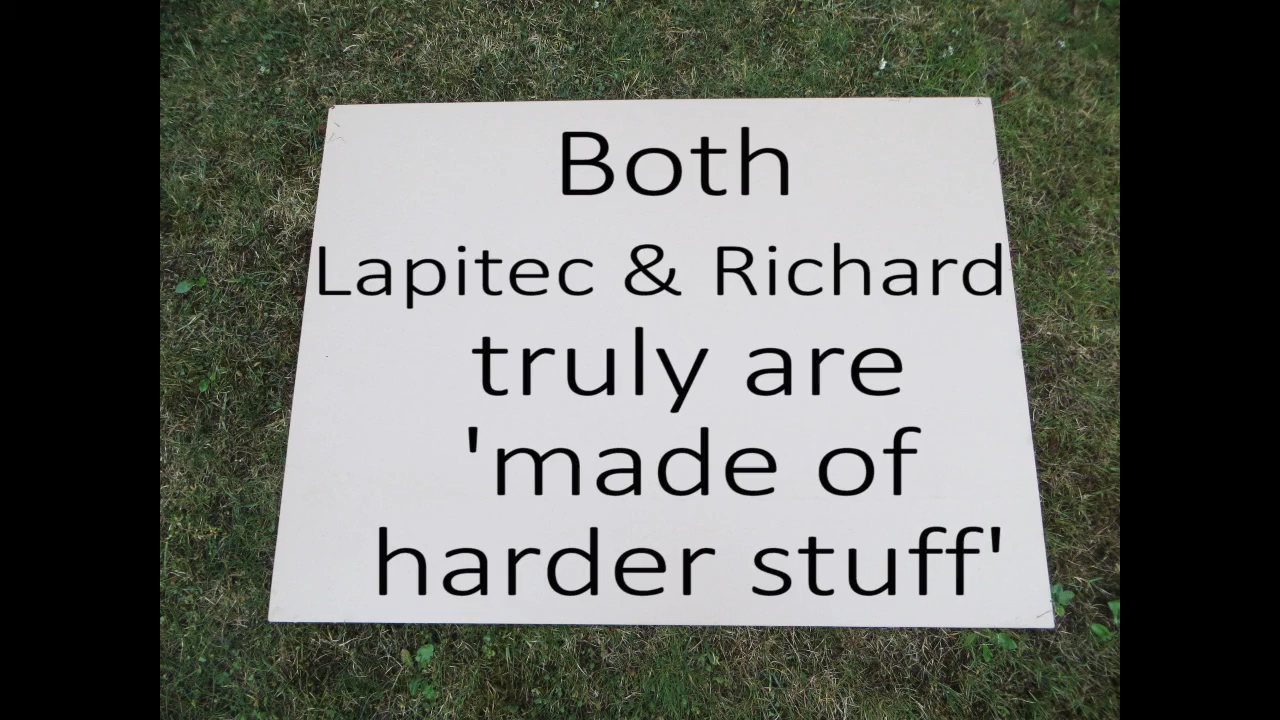 Both
Lapitec & Richard
truly are
'made of
harder stuff'